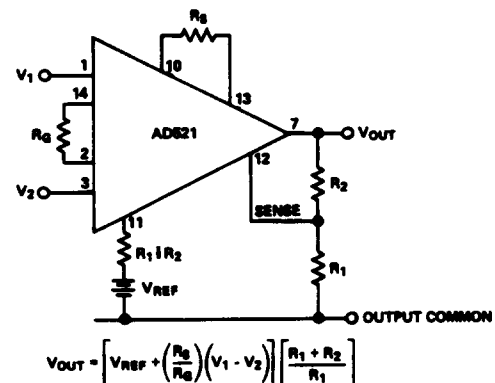 R_S
10
13
V_1
1
14
R_G
2
V_2
3
AD521
7
V_OUT
12
SENSE
R_2
11
R_1 ∥ R_2
R_1
V_REF
OUTPUT COMMON
V_OUT = [V_REF + (R_S/R_G)(V_1 - V_2)] [(R_1 + R_2)/R_1]